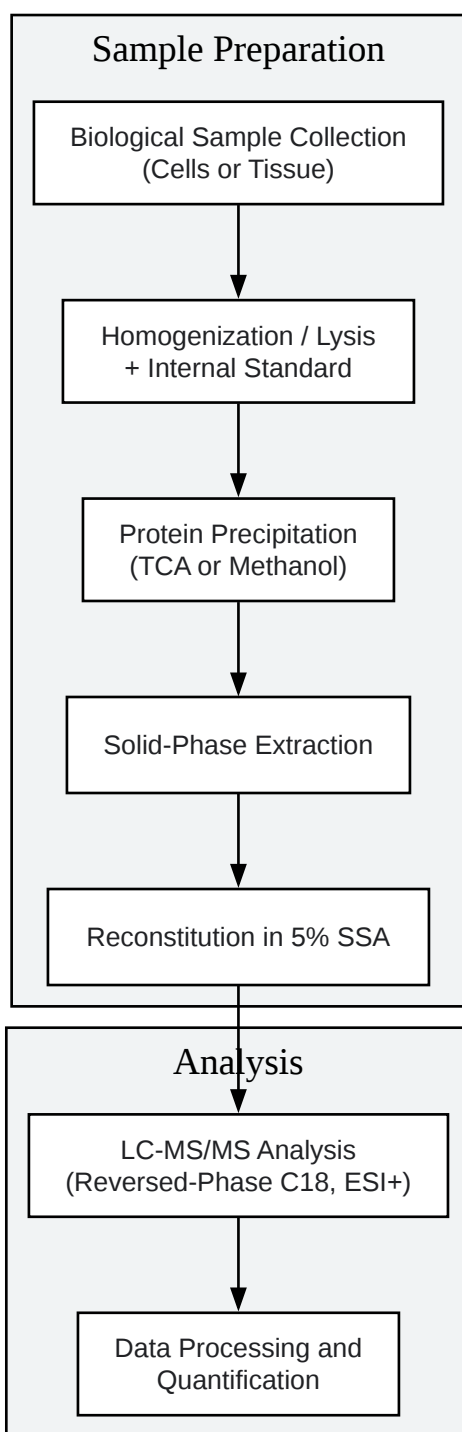 Sample Preparation
Biological Sample Collection
(Cells or Tissue)
Homogenization / Lysis
+ Internal Standard
Protein Precipitation
(TCA or Methanol)
Solid-Phase Extraction
Reconstitution in 5% SSA
Analysis
LC-MS/MS Analysis
(Reversed-Phase C18, ESI+)
Data Processing and
Quantification